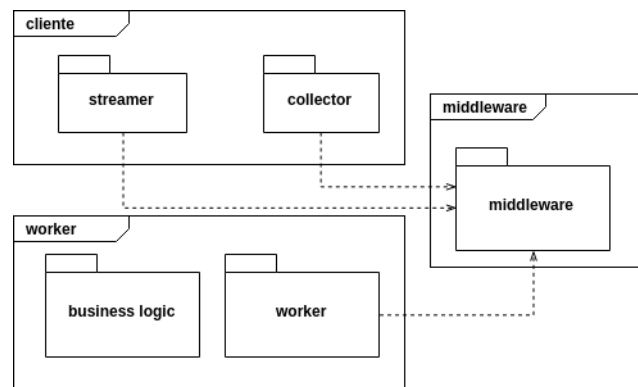 cliente
streamer
collector
middleware
middleware
worker
business logic
worker